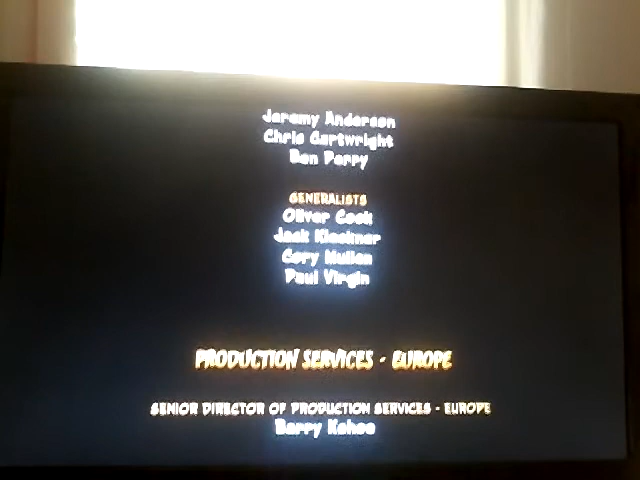 Jeremy Anderson
Chris Cartwright
Ben Perry
GENERALISTS
Oliver Cook
Jack Kleckner
Cory Mullen
Paul Virgin
PRODUCTION SERVICES - EUROPE
SENIOR DIRECTOR OF PRODUCTION SERVICES - EUROPE
Barry Kehoe